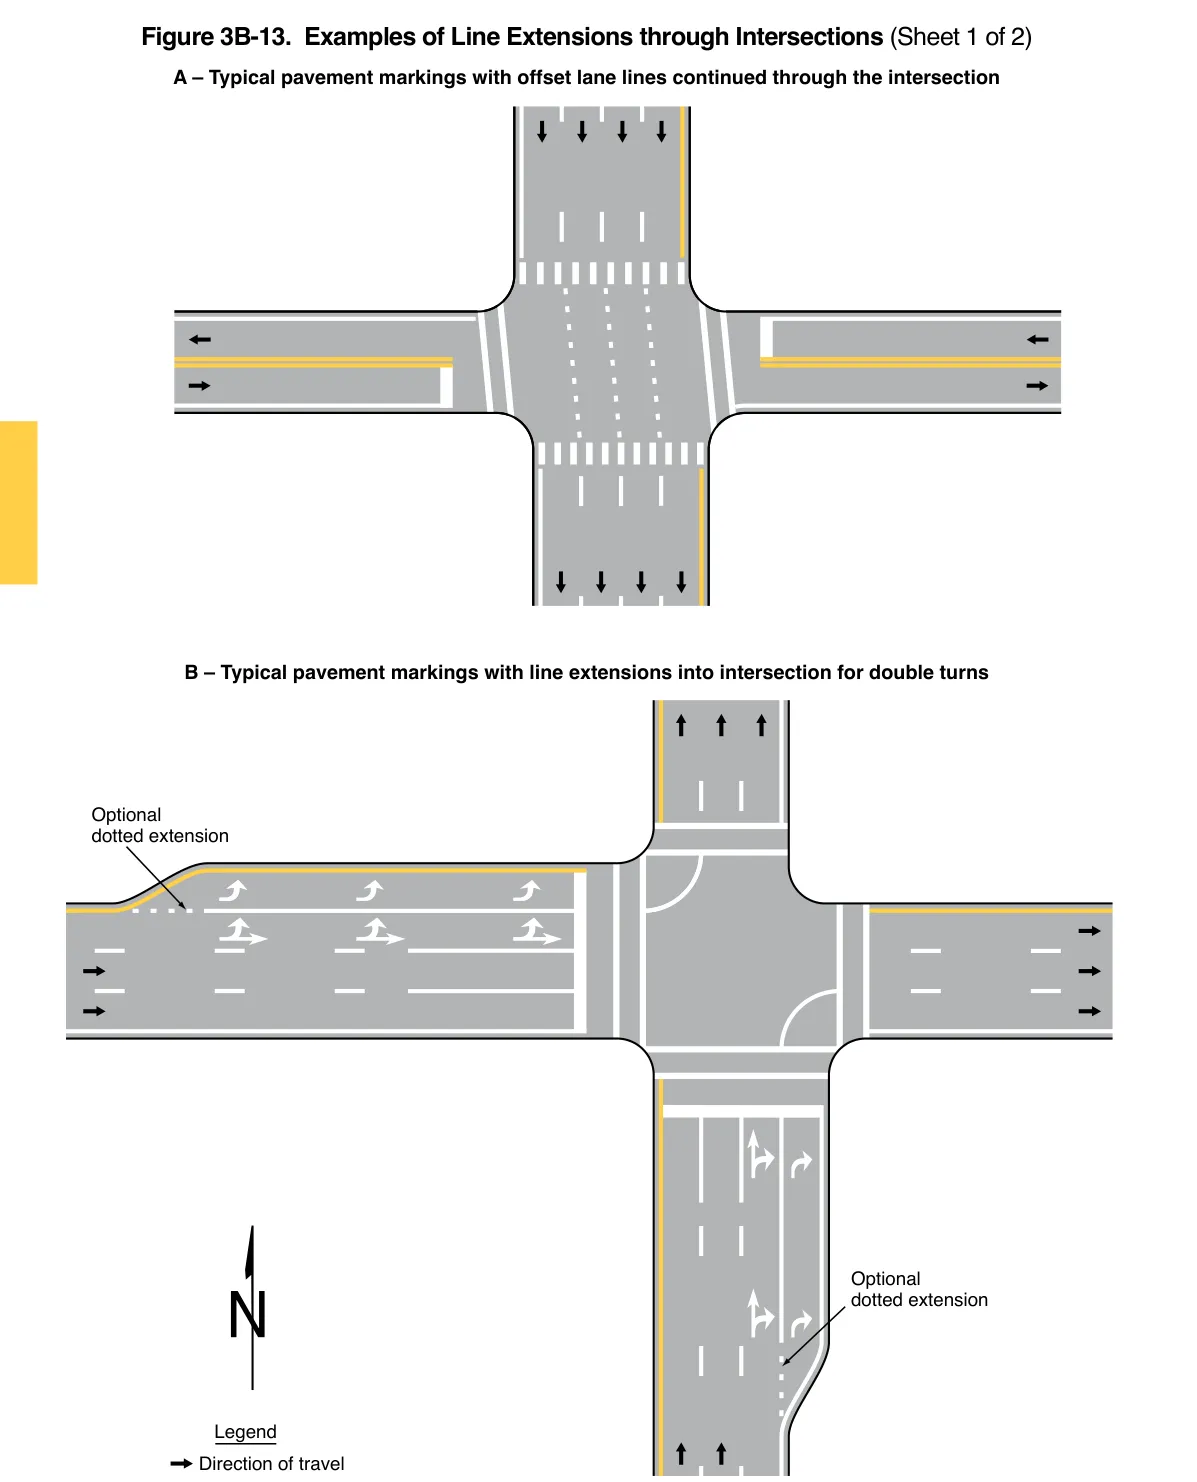 Figure 3B-13. Examples of Line Extensions through Intersections (Sheet 1 of 2)
A – Typical pavement markings with offset lane lines continued through the intersection
B – Typical pavement markings with line extensions into intersection for double turns
Optional
dotted extension
Optional
dotted extension
N
Legend
Direction of travel